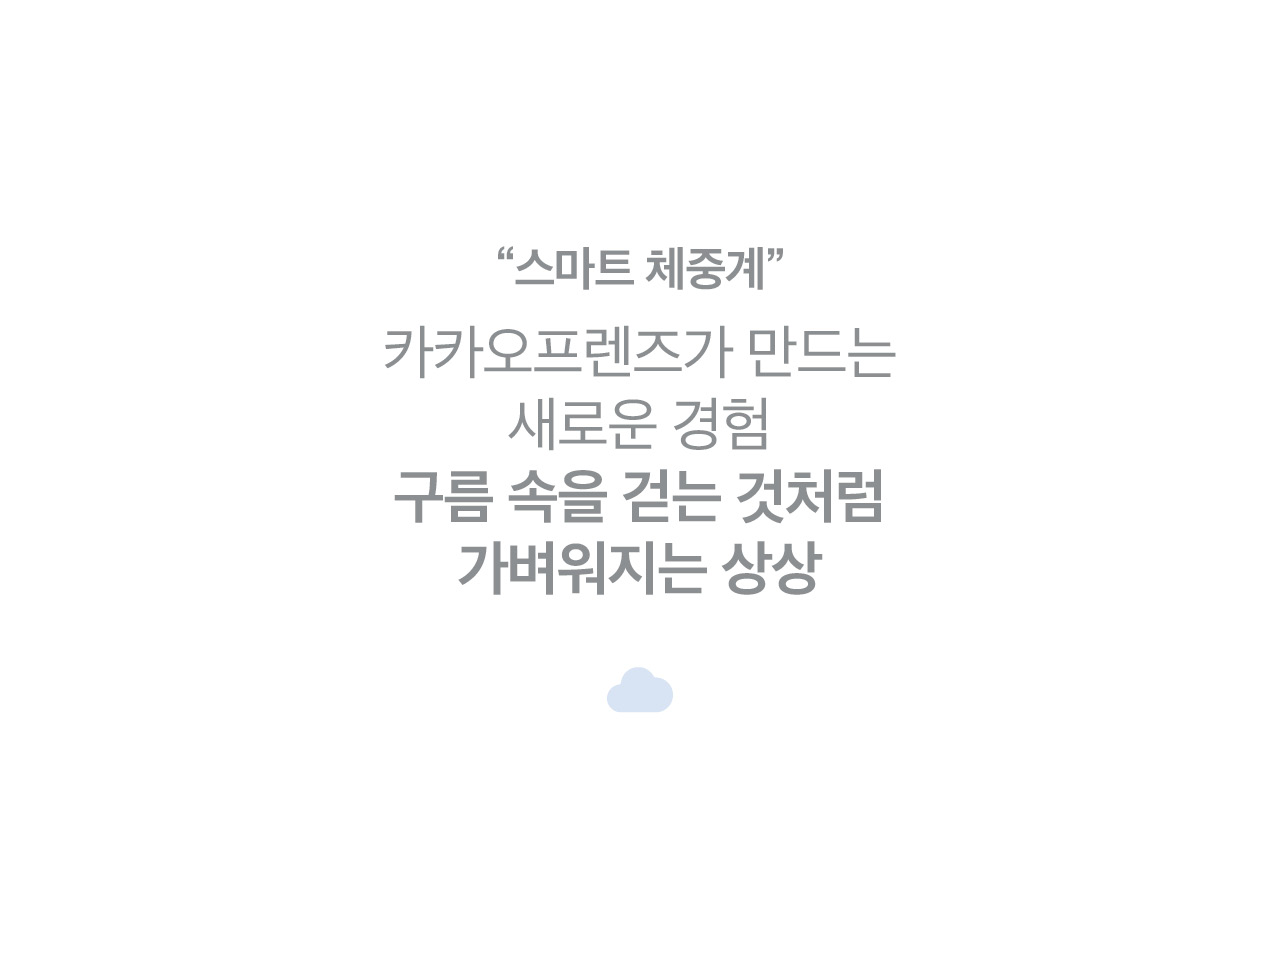 “스마트 체중계”
카카오프렌즈가 만드는
새로운 경험
구름 속을 걷는 것처럼
가벼워지는 상상